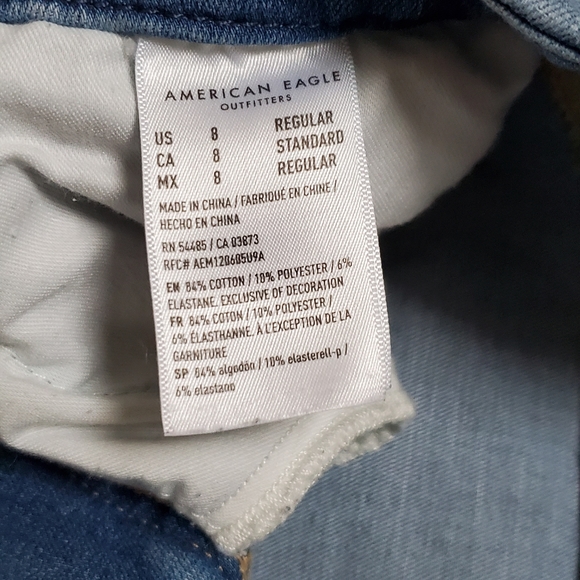 AMERICAN EAGLE
OUTFITTERS
US 8 REGULAR
CA 8 STANDARD
MX 8 REGULAR
MADE IN CHINA / FABRIQUÉ EN CHINE /
HECHO EN CHINA
RN 54485 / CA 03873
RFC# AEM120605U9A
EN 84% COTTON / 10% POLYESTER / 6%
ELASTANE. EXCLUSIVE OF DECORATION
FR 84% COTON / 10% POLYESTER /
6% ÉLASTHANNE. À L'EXCEPTION DE LA
GARNITURE
SP 84% algodón / 10% elasterell-p /
6% elastano